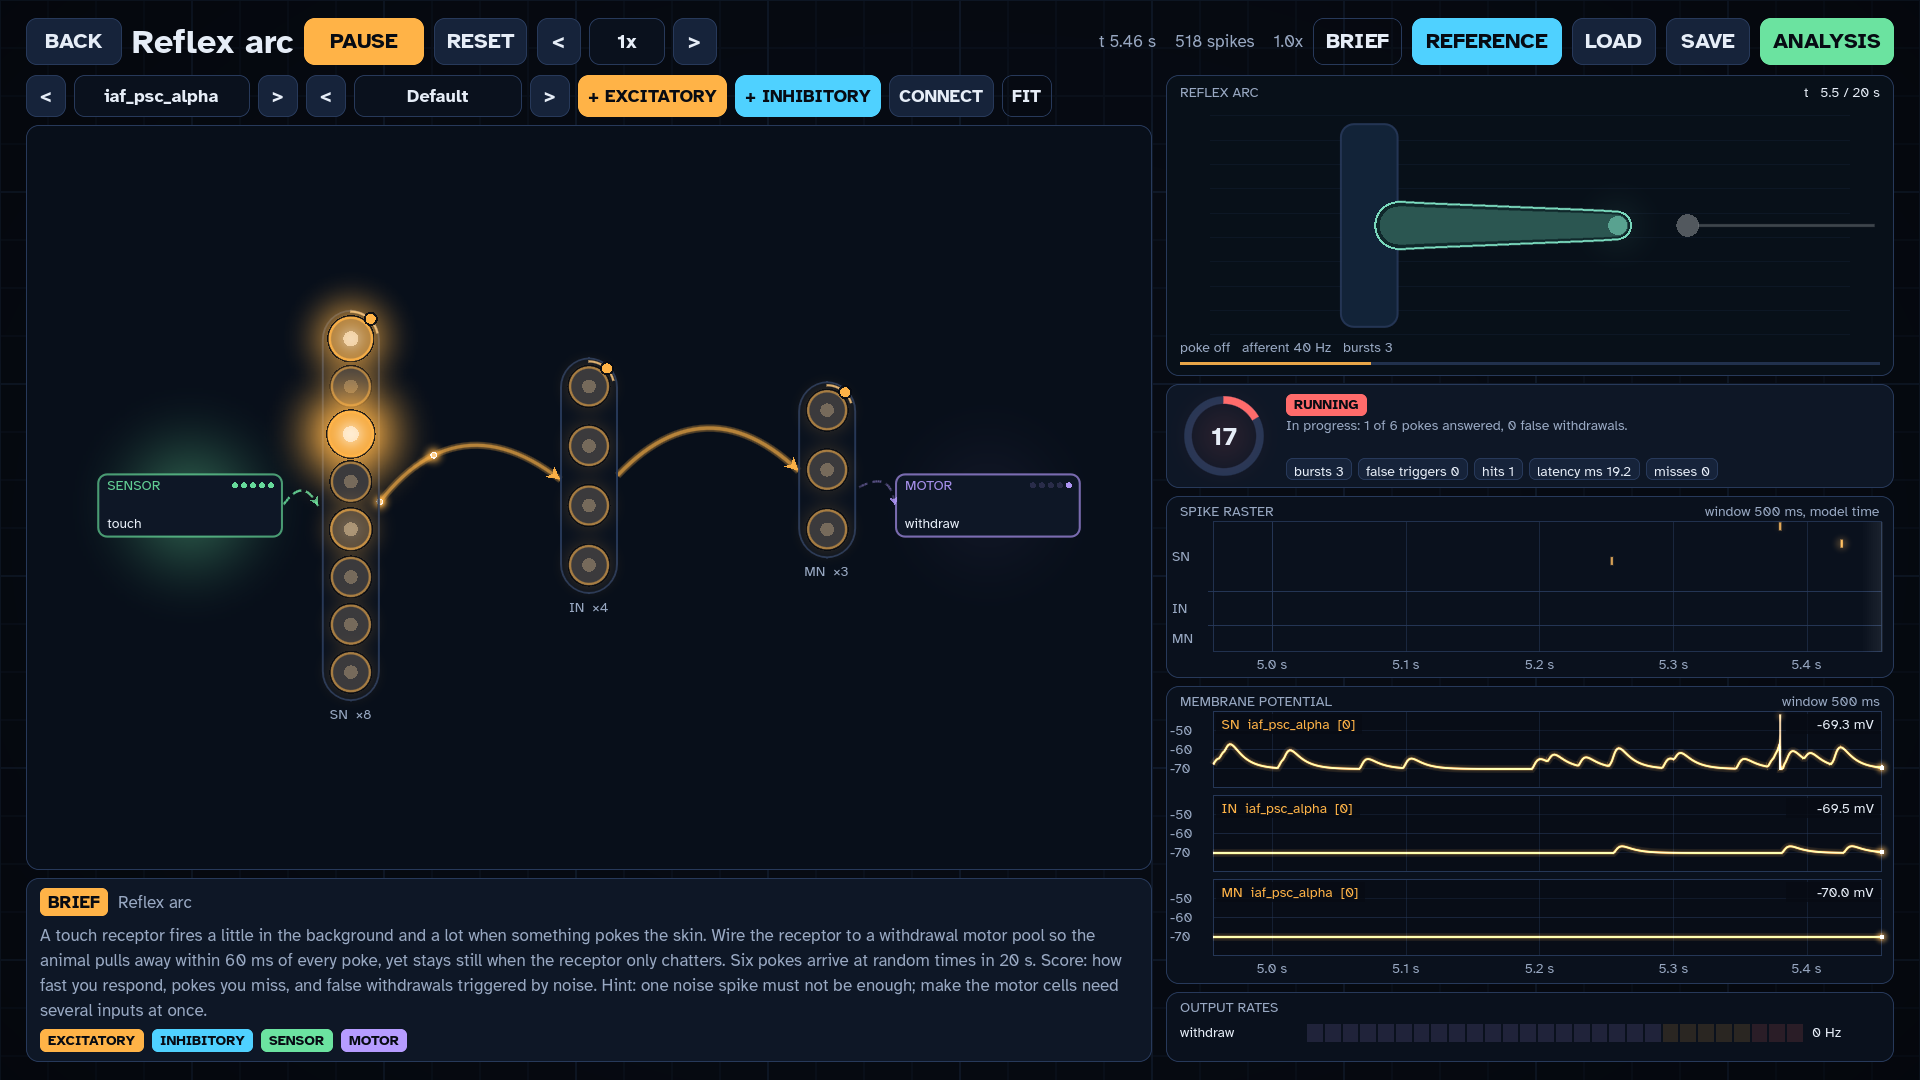 BACK Reflex arc PAUSE RESET < 1x > t 5.46 s 518 spikes 1.0x BRIEF REFERENCE LOAD SAVE ANALYSIS
< iaf_psc_alpha > < Default > + EXCITATORY + INHIBITORY CONNECT FIT
SENSOR
touch
SN ×8
IN ×4
MN ×3
MOTOR
withdraw
BRIEF Reflex arc
A touch receptor fires a little in the background and a lot when something pokes the skin. Wire the receptor to a withdrawal motor pool so the
animal pulls away within 60 ms of every poke, yet stays still when the receptor only chatters. Six pokes arrive at random times in 20 s. Score: how
fast you respond, pokes you miss, and false withdrawals triggered by noise. Hint: one noise spike must not be enough; make the motor cells need
several inputs at once.
EXCITATORY INHIBITORY SENSOR MOTOR
REFLEX ARC t 5.5 / 20 s
poke off afferent 40 Hz bursts 3
17
RUNNING
In progress: 1 of 6 pokes answered, 0 false withdrawals.
bursts 3 false triggers 0 hits 1 latency ms 19.2 misses 0
SPIKE RASTER window 500 ms, model time
SN
IN
MN
5.0 s 5.1 s 5.2 s 5.3 s 5.4 s
MEMBRANE POTENTIAL window 500 ms
SN iaf_psc_alpha [0] -69.3 mV
-50
-60
-70
IN iaf_psc_alpha [0] -69.5 mV
-50
-60
-70
MN iaf_psc_alpha [0] -70.0 mV
-50
-60
-70
5.0 s 5.1 s 5.2 s 5.3 s 5.4 s
OUTPUT RATES
withdraw 0 Hz